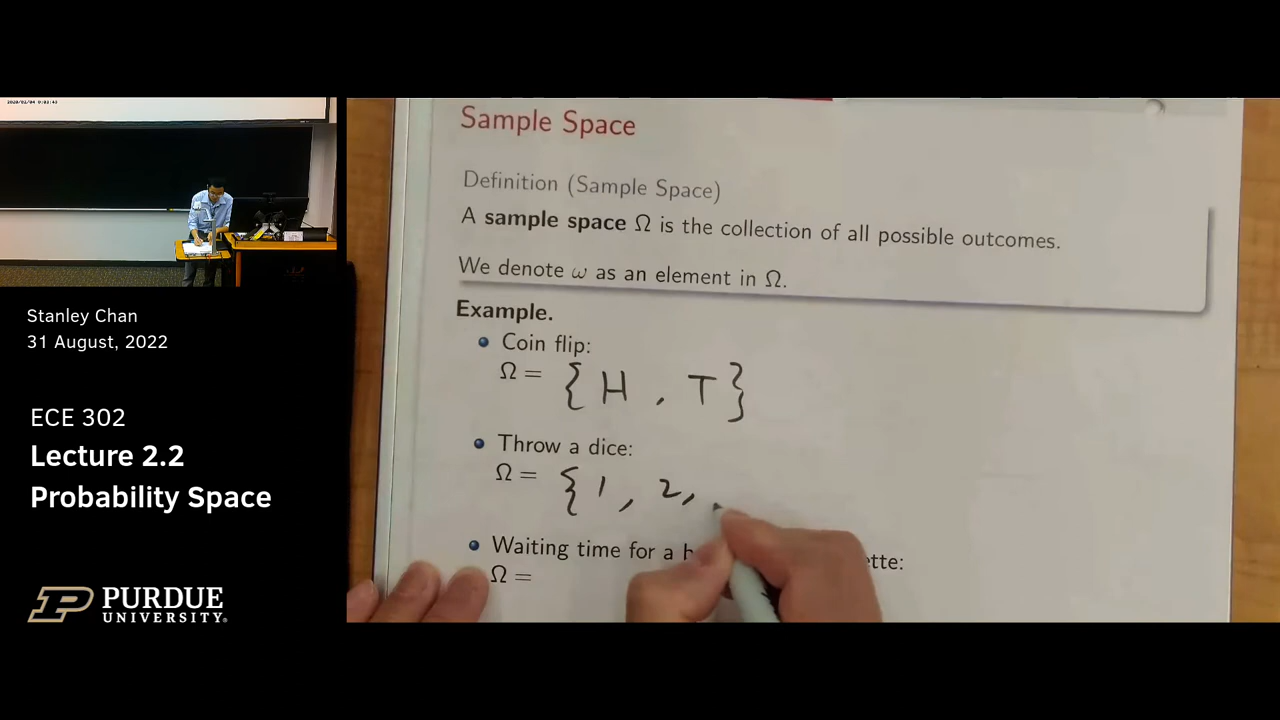 Stanley Chan
31 August, 2022
ECE 302
Lecture 2.2
Probability Space
PURDUE
UNIVERSITY.
Sample Space
Definition (Sample Space)
A sample space Ω is the collection of all possible outcomes.
We denote ω as an element in Ω.
Example.
Coin flip:
Ω = { H , T }
Throw a dice:
Ω = { 1 , 2,
Waiting time for a
Ω =